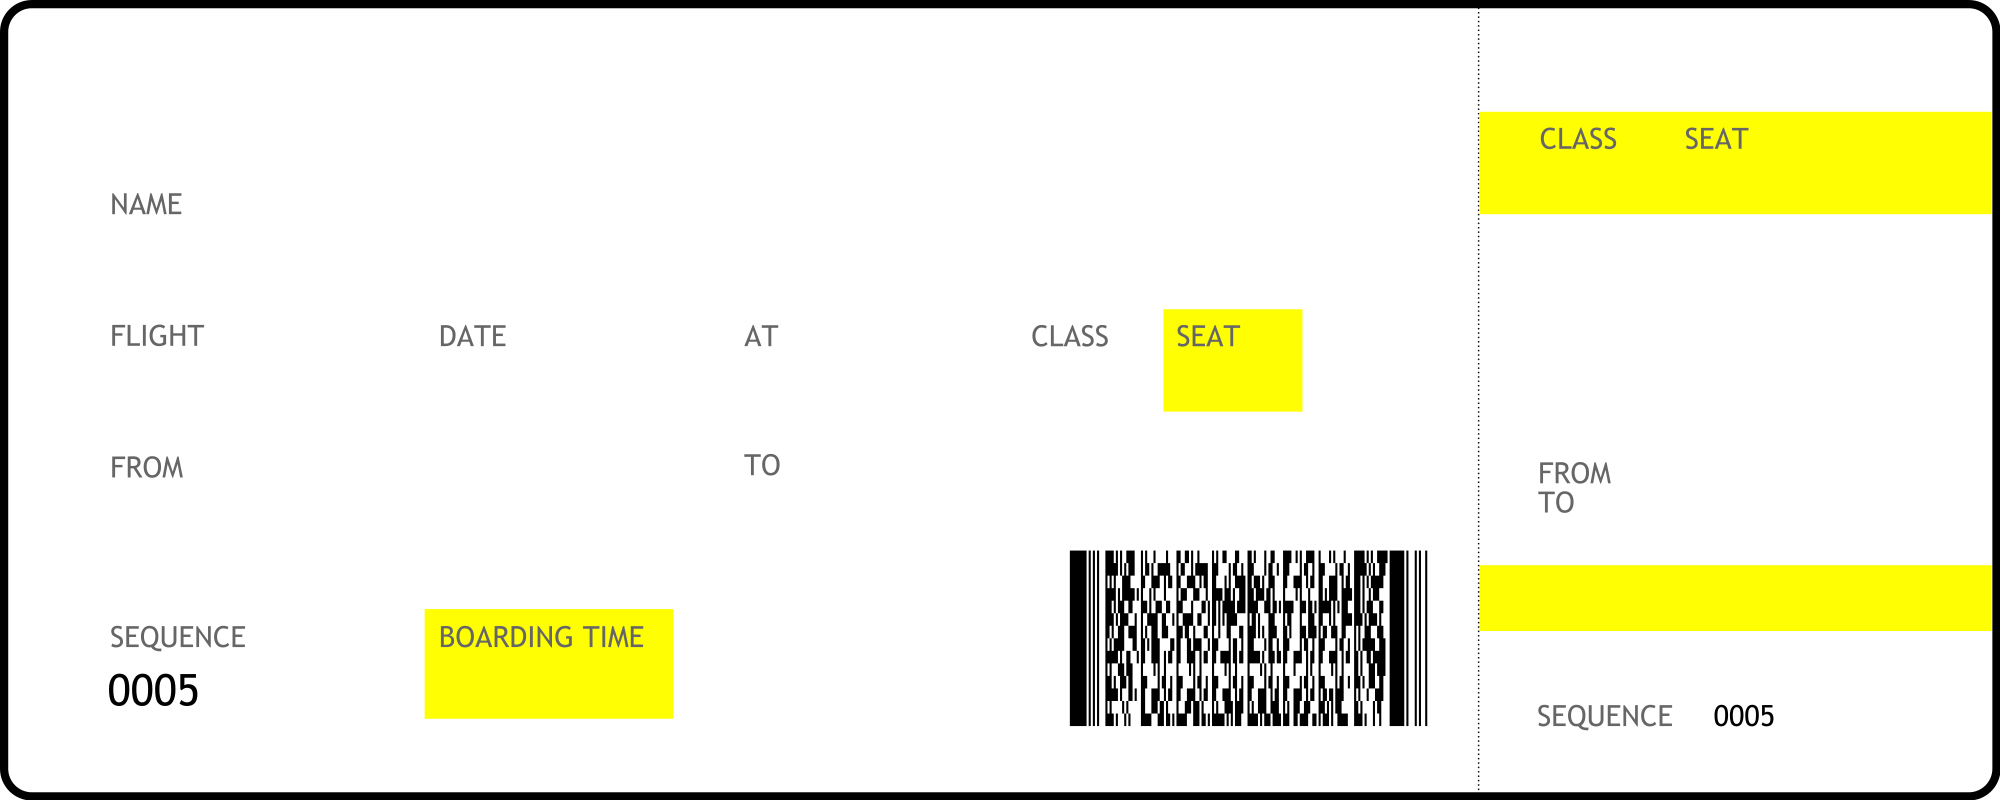 NAME
FLIGHT DATE AT CLASS SEAT
FROM TO
SEQUENCE BOARDING TIME
0005
CLASS SEAT
FROM
TO
SEQUENCE 0005